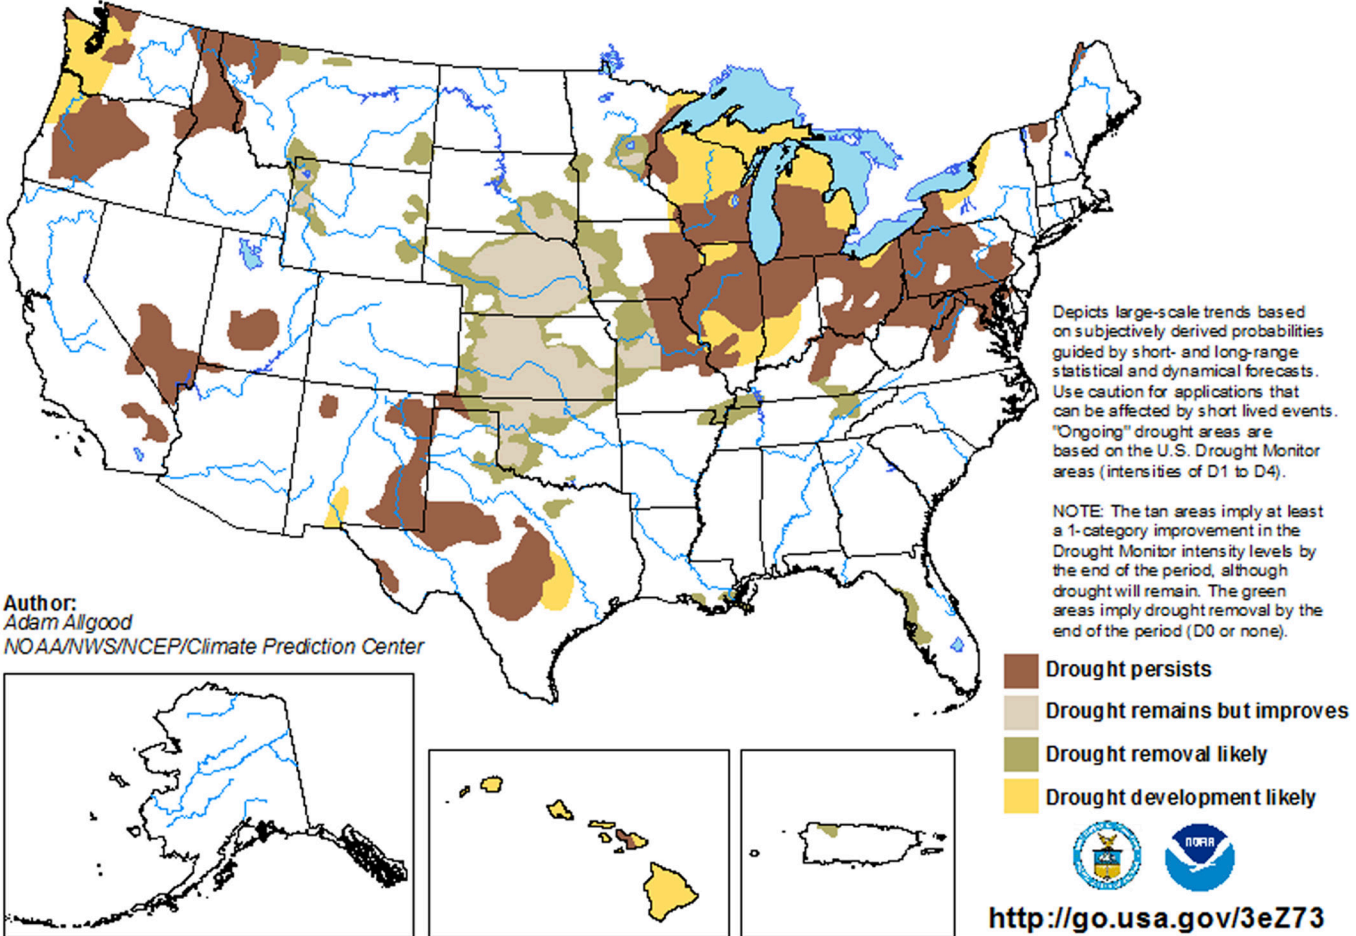 Depicts large-scale trends based
on subjectively derived probabilities
guided by short- and long-range
statistical and dynamical forecasts.
Use caution for applications that
can be affected by short lived events.
"Ongoing" drought areas are
based on the U.S. Drought Monitor
areas (intensities of D1 to D4).
NOTE: The tan areas imply at least
a 1-category improvement in the
Drought Monitor intensity levels by
the end of the period, although
drought will remain. The green
areas imply drought removal by the
end of the period (D0 or none).
Author:
Adam Allgood
NOAA/NWS/NCEP/Climate Prediction Center
Drought persists
Drought remains but improves
Drought removal likely
Drought development likely
NOAA
http://go.usa.gov/3eZ73